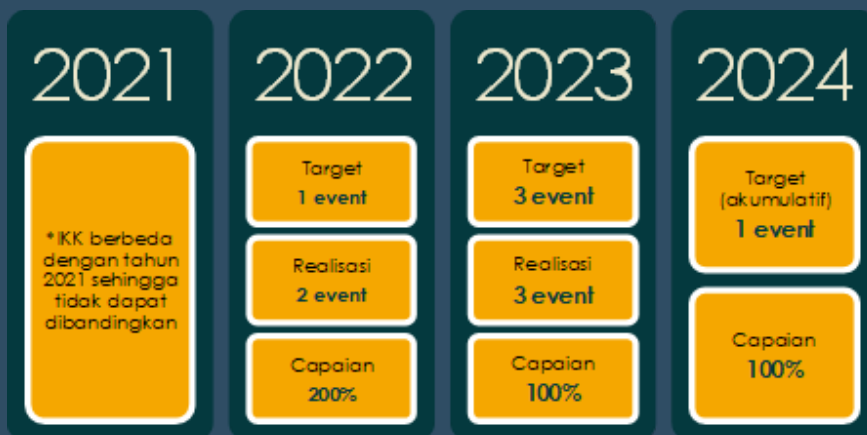 2021
*IKK berbeda
dengan tahun
2021 sehingga
tidak dapat
dibandingkan
2022
Target
1 event
Realisasi
2 event
Capaian
200%
2023
Target
3 event
Realisasi
3 event
Capaian
100%
2024
Target
(akumulatif)
1 event
Capaian
100%